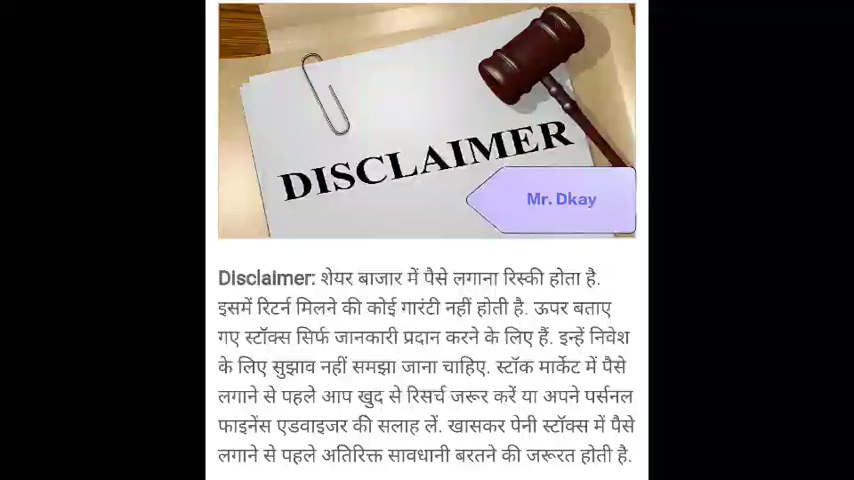 DISCLAIMER
Mr. Dkay
Disclaimer: शेयर बाजार में पैसे लगाना रिस्की होता है.
इसमें रिटर्न मिलने की कोई गारंटी नहीं होती है. ऊपर बताए
गए स्टॉक्स सिर्फ जानकारी प्रदान करने के लिए हैं. इन्हें निवेश
के लिए सुझाव नहीं समझा जाना चाहिए. स्टॉक मार्केट में पैसे
लगाने से पहले आप खुद से रिसर्च जरूर करें या अपने पर्सनल
फाइनेंस एडवाइजर की सलाह लें. खासकर पेनी स्टॉक्स में पैसे
लगाने से पहले अतिरिक्त सावधानी बरतने की जरूरत होती है.